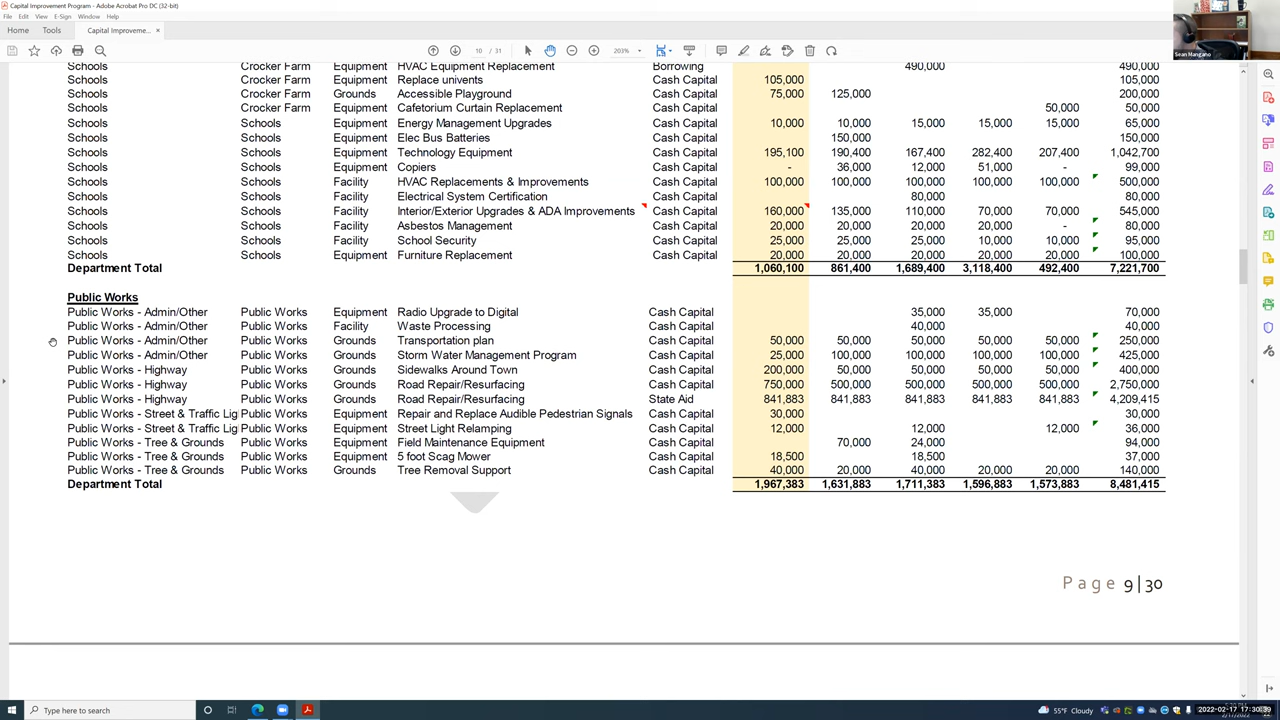 Capital Improvement Program - Adobe Acrobat Pro DC (32-bit)
File Edit View E-Sign Window Help
Home Tools Capital Improveme... ×
10 / 31 203%
Sean Mangano
Schools Crocker Farm Equipment HVAC Equipment Borrowing 490,000 490,000
Schools Crocker Farm Equipment Replace univents Cash Capital 105,000 105,000
Schools Crocker Farm Grounds Accessible Playground Cash Capital 75,000 125,000 200,000
Schools Crocker Farm Equipment Cafetorium Curtain Replacement Cash Capital 50,000 50,000
Schools Schools Equipment Energy Management Upgrades Cash Capital 10,000 10,000 15,000 15,000 15,000 65,000
Schools Schools Equipment Elec Bus Batteries Cash Capital 150,000 150,000
Schools Schools Equipment Technology Equipment Cash Capital 195,100 190,400 167,400 282,400 207,400 1,042,700
Schools Schools Equipment Copiers Cash Capital - 36,000 12,000 51,000 - 99,000
Schools Schools Facility HVAC Replacements & Improvements Cash Capital 100,000 100,000 100,000 100,000 100,000 500,000
Schools Schools Facility Electrical System Certification Cash Capital 80,000 80,000
Schools Schools Facility Interior/Exterior Upgrades & ADA Improvements Cash Capital 160,000 135,000 110,000 70,000 70,000 545,000
Schools Schools Facility Asbestos Management Cash Capital 20,000 20,000 20,000 20,000 - 80,000
Schools Schools Facility School Security Cash Capital 25,000 25,000 25,000 10,000 10,000 95,000
Schools Schools Equipment Furniture Replacement Cash Capital 20,000 20,000 20,000 20,000 20,000 100,000
Department Total 1,060,100 861,400 1,689,400 3,118,400 492,400 7,221,700
Public Works
Public Works - Admin/Other Public Works Equipment Radio Upgrade to Digital Cash Capital 35,000 35,000 70,000
Public Works - Admin/Other Public Works Facility Waste Processing Cash Capital 40,000 40,000
Public Works - Admin/Other Public Works Grounds Transportation plan Cash Capital 50,000 50,000 50,000 50,000 50,000 250,000
Public Works - Admin/Other Public Works Grounds Storm Water Management Program Cash Capital 25,000 100,000 100,000 100,000 100,000 425,000
Public Works - Highway Public Works Grounds Sidewalks Around Town Cash Capital 200,000 50,000 50,000 50,000 50,000 400,000
Public Works - Highway Public Works Grounds Road Repair/Resurfacing Cash Capital 750,000 500,000 500,000 500,000 500,000 2,750,000
Public Works - Highway Public Works Grounds Road Repair/Resurfacing State Aid 841,883 841,883 841,883 841,883 841,883 4,209,415
Public Works - Street & Traffic Lig Public Works Equipment Repair and Replace Audible Pedestrian Signals Cash Capital 30,000 30,000
Public Works - Street & Traffic Lig Public Works Equipment Street Light Relamping Cash Capital 12,000 12,000 12,000 36,000
Public Works - Tree & Grounds Public Works Equipment Field Maintenance Equipment Cash Capital 70,000 24,000 94,000
Public Works - Tree & Grounds Public Works Equipment 5 foot Scag Mower Cash Capital 18,500 18,500 37,000
Public Works - Tree & Grounds Public Works Grounds Tree Removal Support Cash Capital 40,000 20,000 40,000 20,000 20,000 140,000
Department Total 1,967,383 1,631,883 1,711,383 1,596,883 1,573,883 8,481,415
Page 9|30
Type here to search 55°F Cloudy 2022-02-17 17:30:39